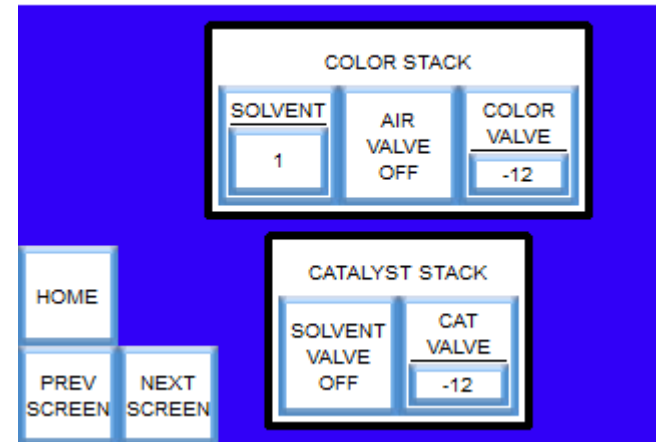 COLOR STACK
SOLVENT
1
AIR
VALVE
OFF
COLOR
VALVE
-12
CATALYST STACK
SOLVENT
VALVE
OFF
CAT
VALVE
-12
HOME
PREV
SCREEN
NEXT
SCREEN